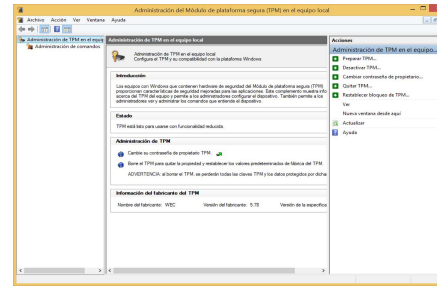 Administración del Módulo de plataforma segura (TPM) en el equipo local
Archivo Acción Ver Ventana Ayuda
Administración de TPM en el equip
Administración de comandos
Administración de TPM en el equipo local
Administración de TPM en el equipo local
Configura el TPM y su compatibilidad con la plataforma Windows
Introducción
Los equipos con Windows que contienen hardware de seguridad del Módulo de plataforma segura (TPM)
proporcionan características de seguridad mejoradas para las aplicaciones. Este complemento muestra info
acerca del TPM del equipo y permite a los administradores configurar el dispositivo. También permite a los
administradores ver y administrar los comandos que entiende el dispositivo.
Estado
TPM está listo para usarse con funcionalidad reducida.
Administración de TPM
Cambie su contraseña de propietario TPM
Borre el TPM para quitar la propiedad y restablecer los valores predeterminados de fábrica del TPM.
ADVERTENCIA: al borrar el TPM, se perderán todas las claves TPM y los datos protegidos por dichas
Información del fabricante del TPM
Nombre del fabricante: WEC Versión del fabricante: 5.78 Versión de la especifica
Acciones
Administración de TPM en el equipo...
Preparar TPM...
Desactivar TPM...
Cambiar contraseña de propietario...
Quitar TPM...
Restablecer bloqueo de TPM...
Ver
Nueva ventana desde aquí
Actualizar
Ayuda